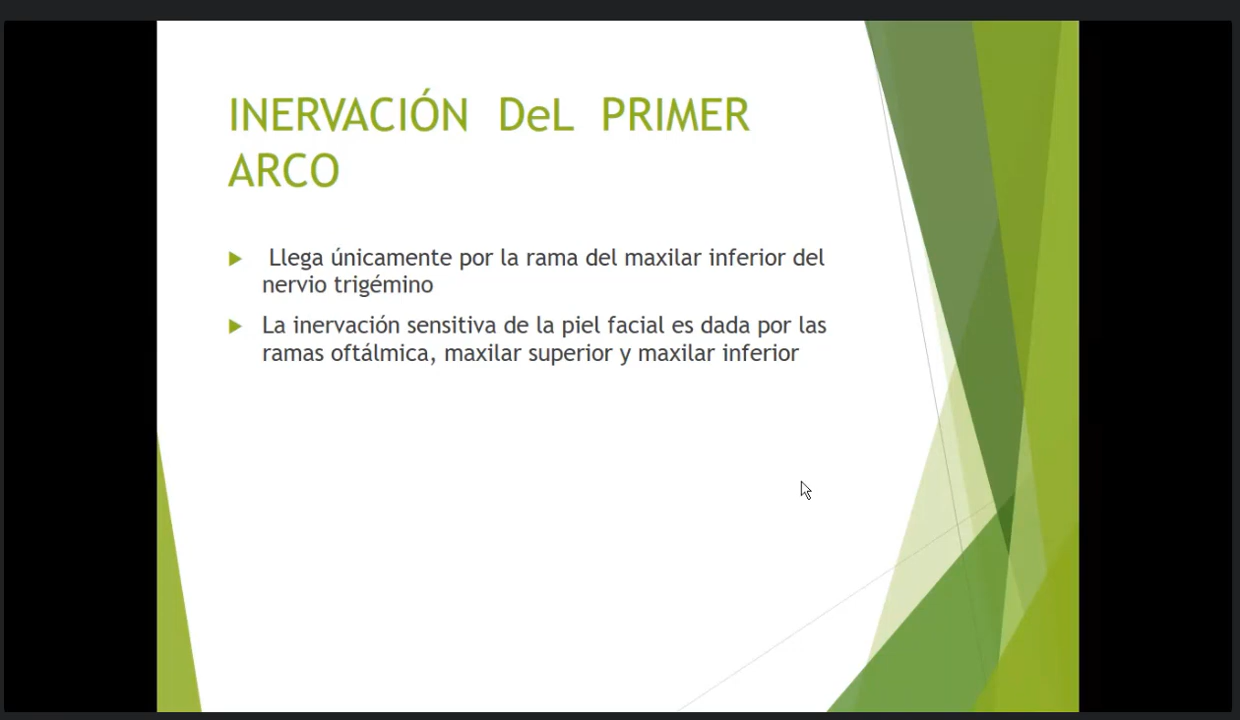 INERVACIÓN DeL PRIMER
ARCO
Llega únicamente por la rama del maxilar inferior del
nervio trigémino
La inervación sensitiva de la piel facial es dada por las
ramas oftálmica, maxilar superior y maxilar inferior